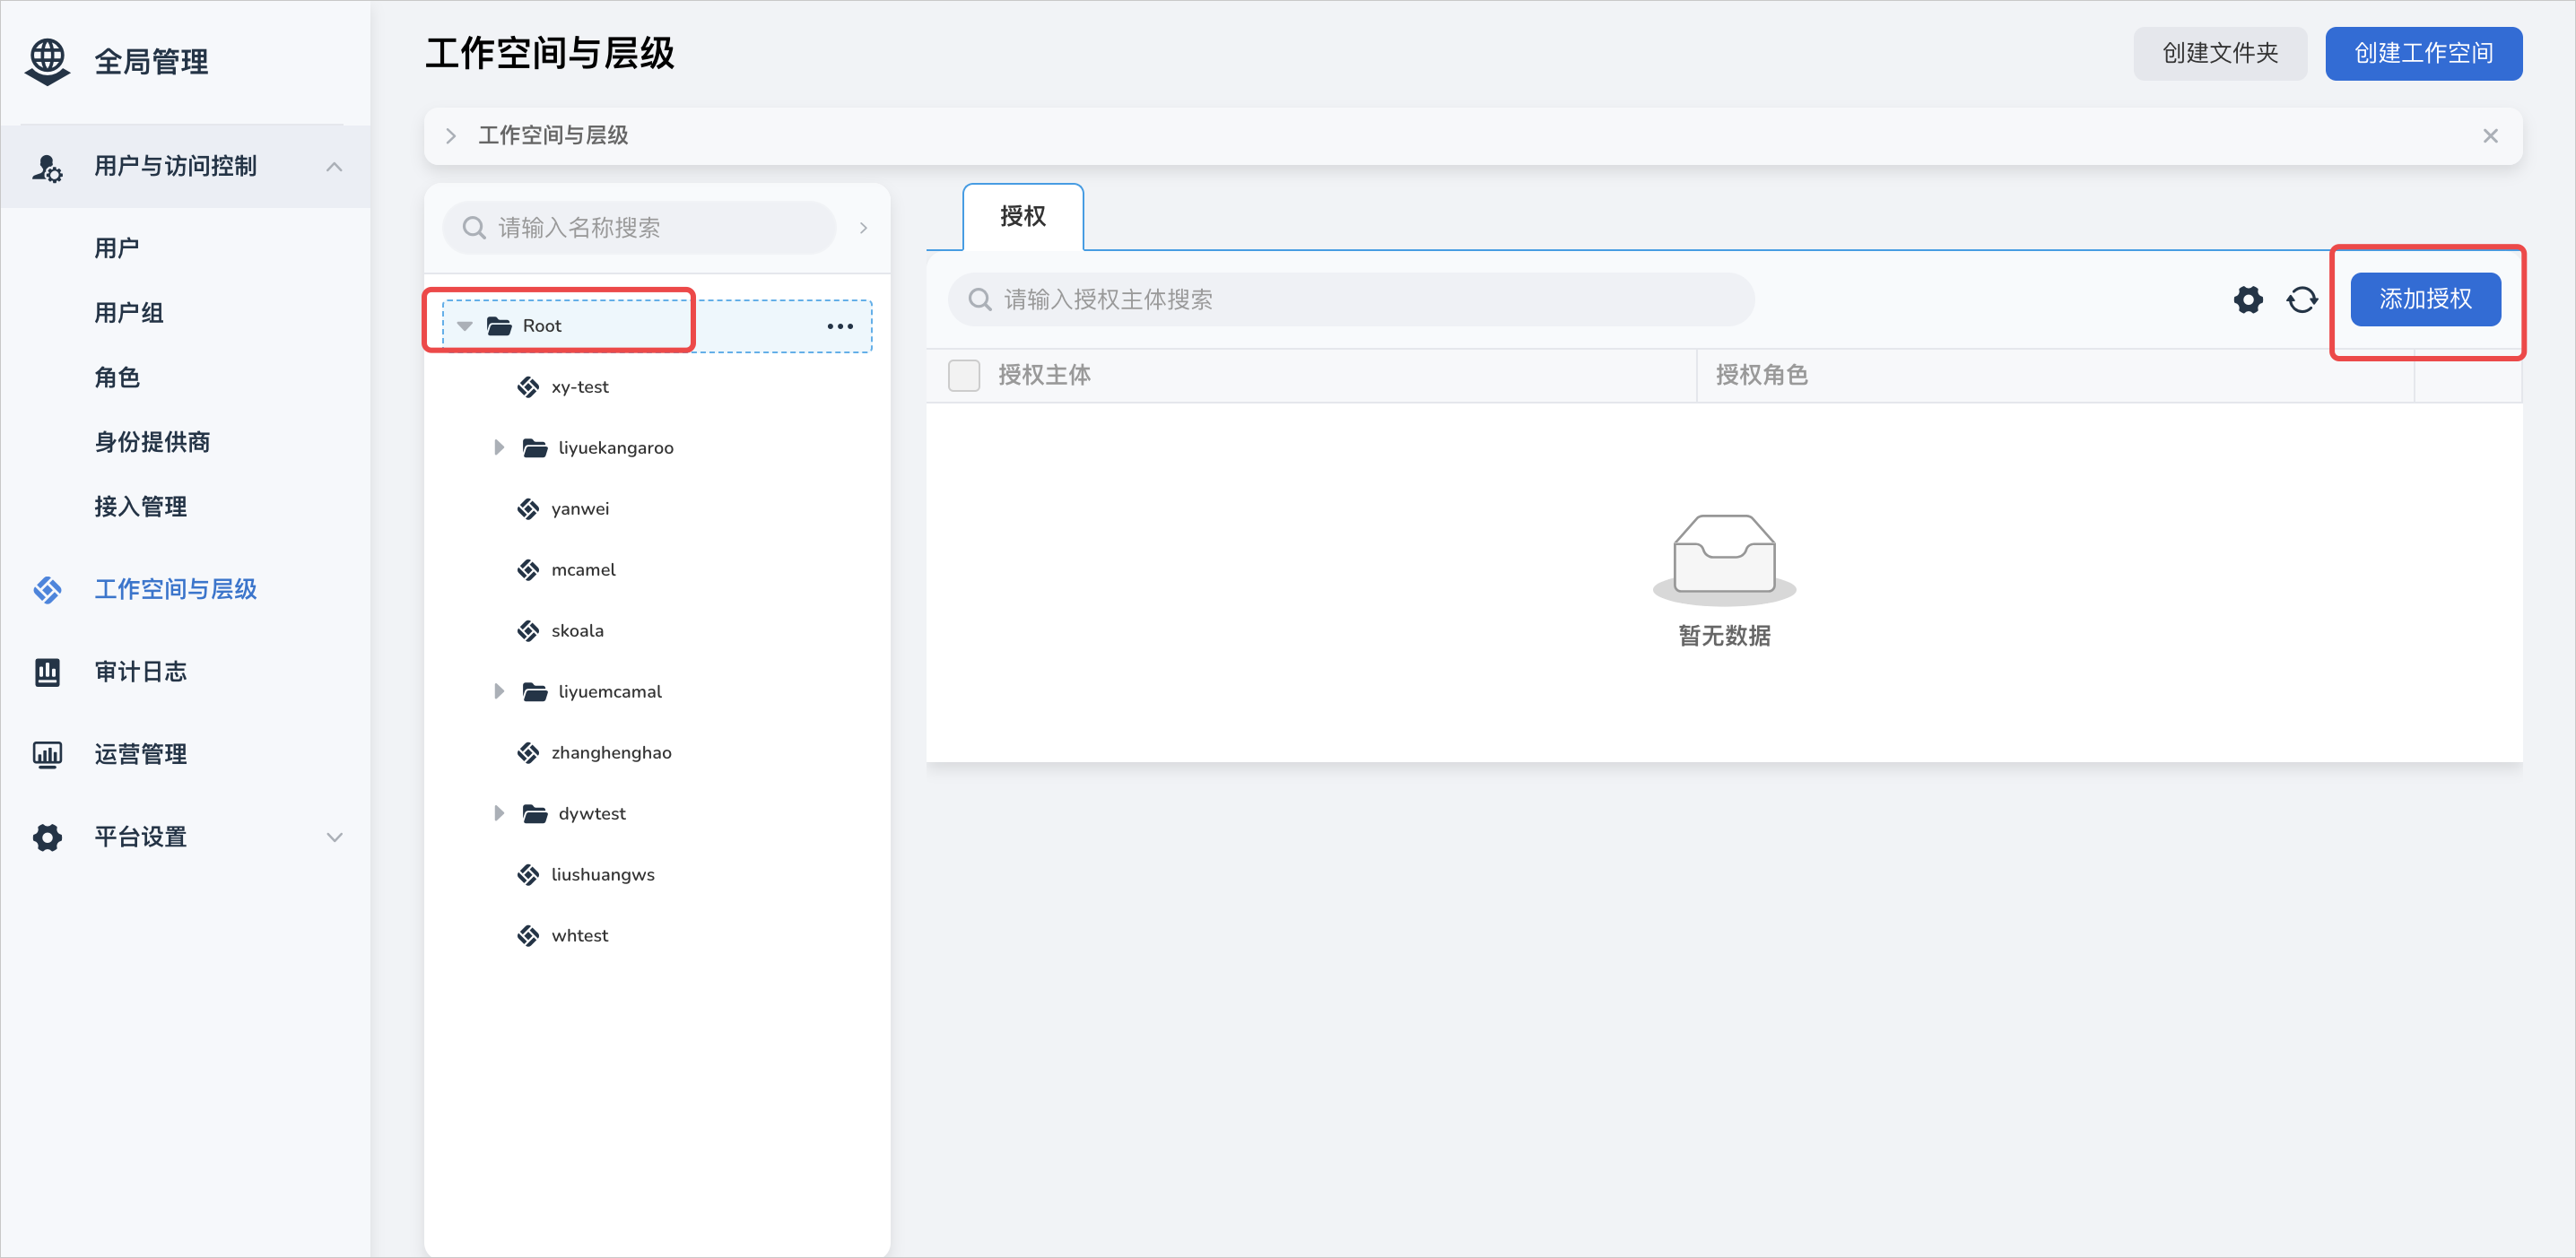 全局管理
用户与访问控制
用户
用户组
角色
身份提供商
接入管理
工作空间与层级
审计日志
运营管理
平台设置
工作空间与层级
创建文件夹
创建工作空间
工作空间与层级
请输入名称搜索
Root
xy-test
liyuekangaroo
yanwei
mcamel
skoala
liyuemcamal
zhanghenghao
dywtest
liushuangws
whtest
授权
请输入授权主体搜索
添加授权
授权主体
授权角色
暂无数据